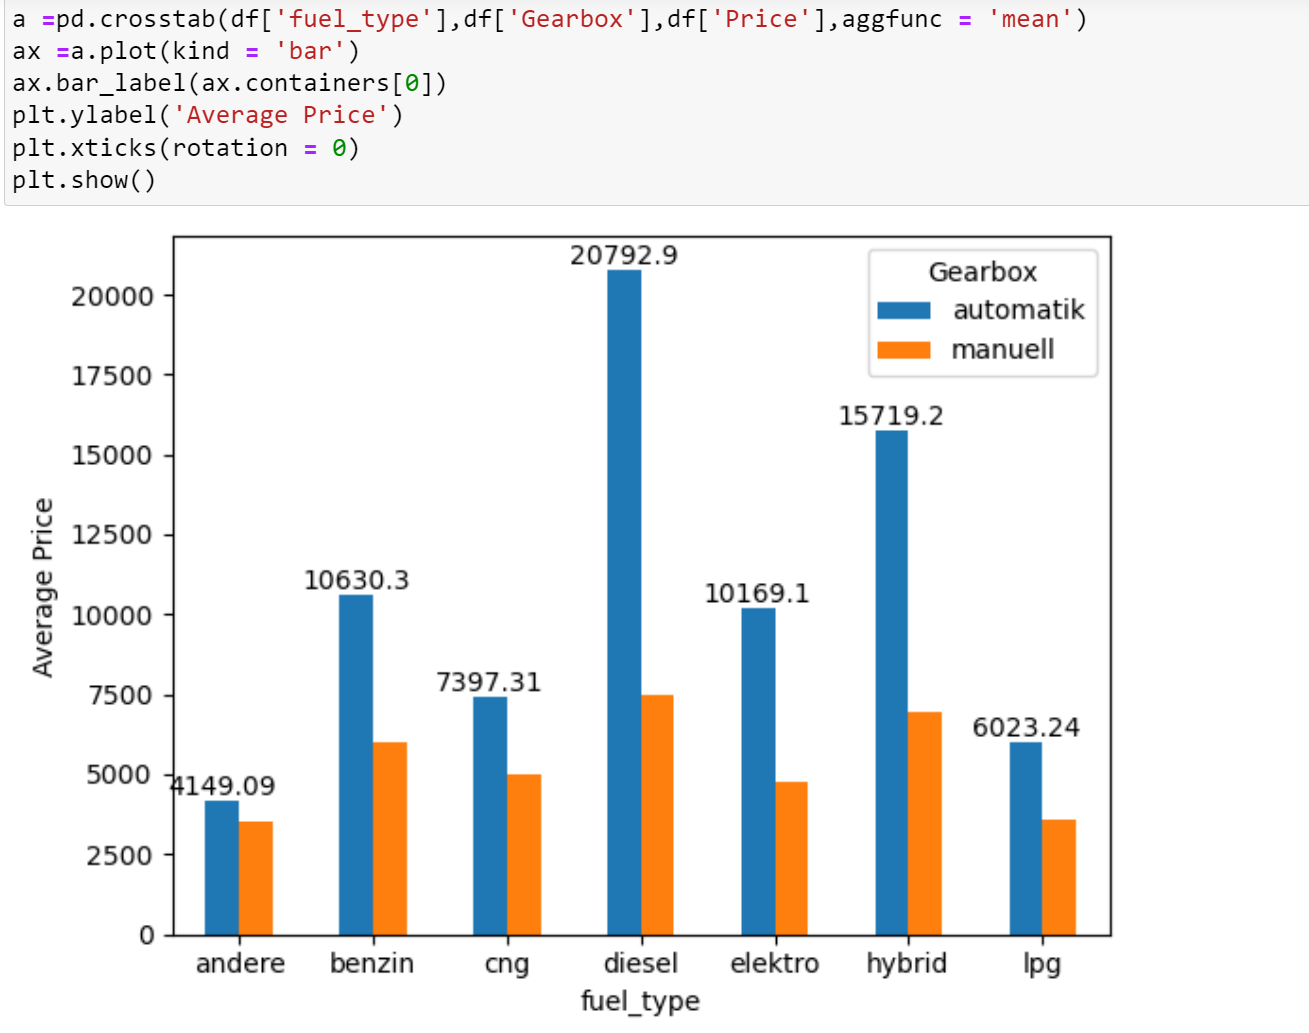 a =pd.crosstab(df['fuel_type'],df['Gearbox'],df['Price'],aggfunc = 'mean')
ax =a.plot(kind = 'bar')
ax.bar_label(ax.containers[0])
plt.ylabel('Average Price')
plt.xticks(rotation = 0)
plt.show()
20792.9
Gearbox
automatik
manuell
20000
17500
15719.2
15000
12500
10630.3
10169.1
10000
7397.31
7500
6023.24
5000
4149.09
2500
0
Average Price
andere benzin cng diesel elektro hybrid lpg
fuel_type